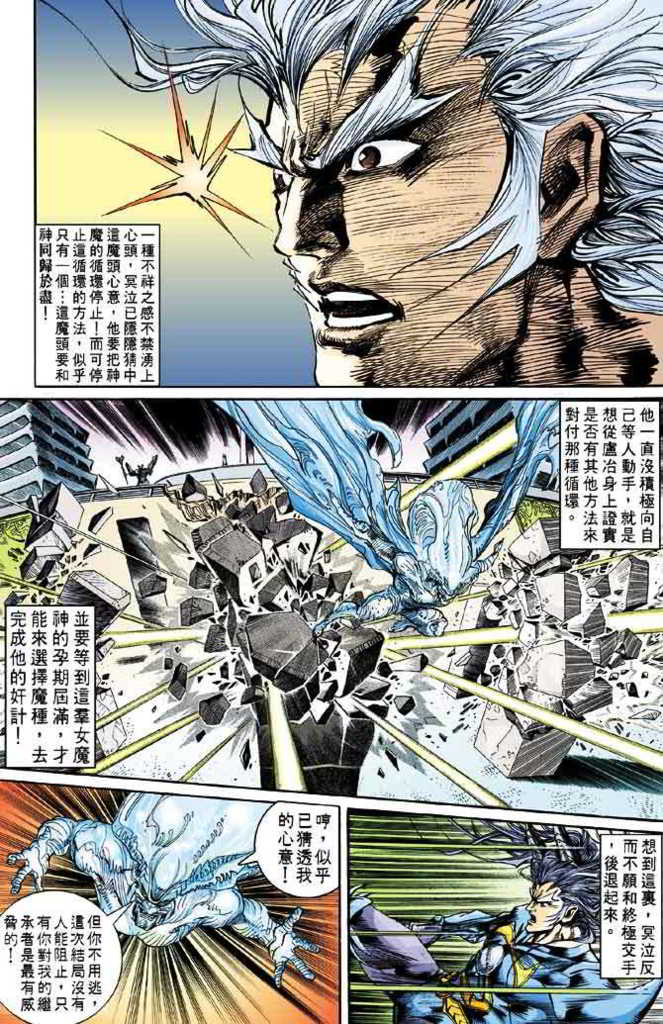 一種不祥之感不禁湧上
心頭，冥泣已隱隱猜中
這魔頭心意，他要把神
魔的循環停止！而可停
止這循環的方法，似乎
只有一個…這魔頭要和
神同歸於盡！
他一直沒積極向自
己等人動手，就是
想從盧冶身上證實
是否有其他方法來
對付那種循環。
並要等到這羣女魔
神的孕期屆滿，才
能來選擇魔種，去
完成他的奸計！
哼，似乎
已猜透我
的心意！
但你不用逃，
這次結局沒有
人能阻止，只
有你對我的繼
承者是最有威
脅的！
想到這裏，冥泣反
而不願和終極交手
，後退起來。